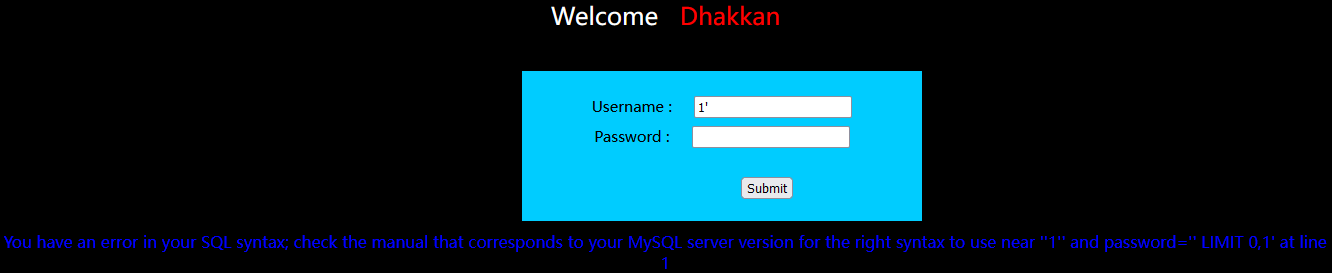 Welcome Dhakkan
Username : 1'
Password :
Submit
You have an error in your SQL syntax; check the manual that corresponds to your MySQL server version for the right syntax to use near ''1'' and password='' LIMIT 0,1' at line
1